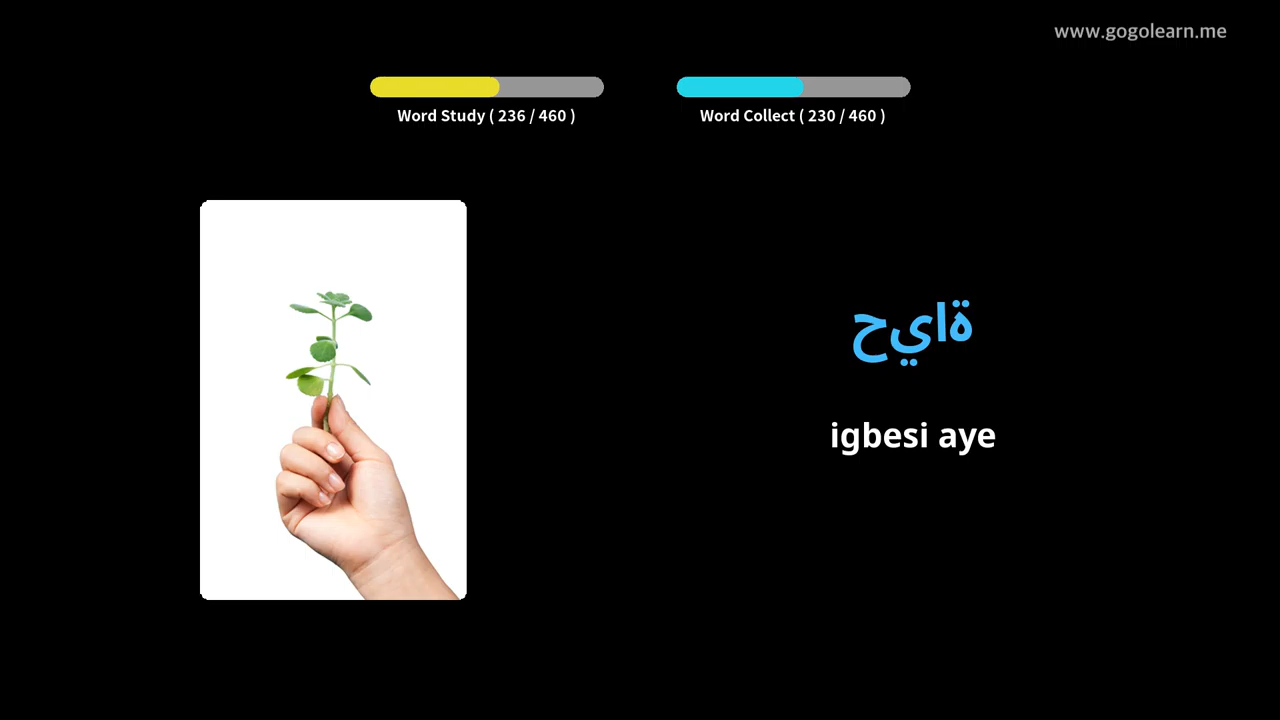 www.gogolearn.me
Word Study ( 236 / 460 )
Word Collect ( 230 / 460 )
حياة
igbesi aye